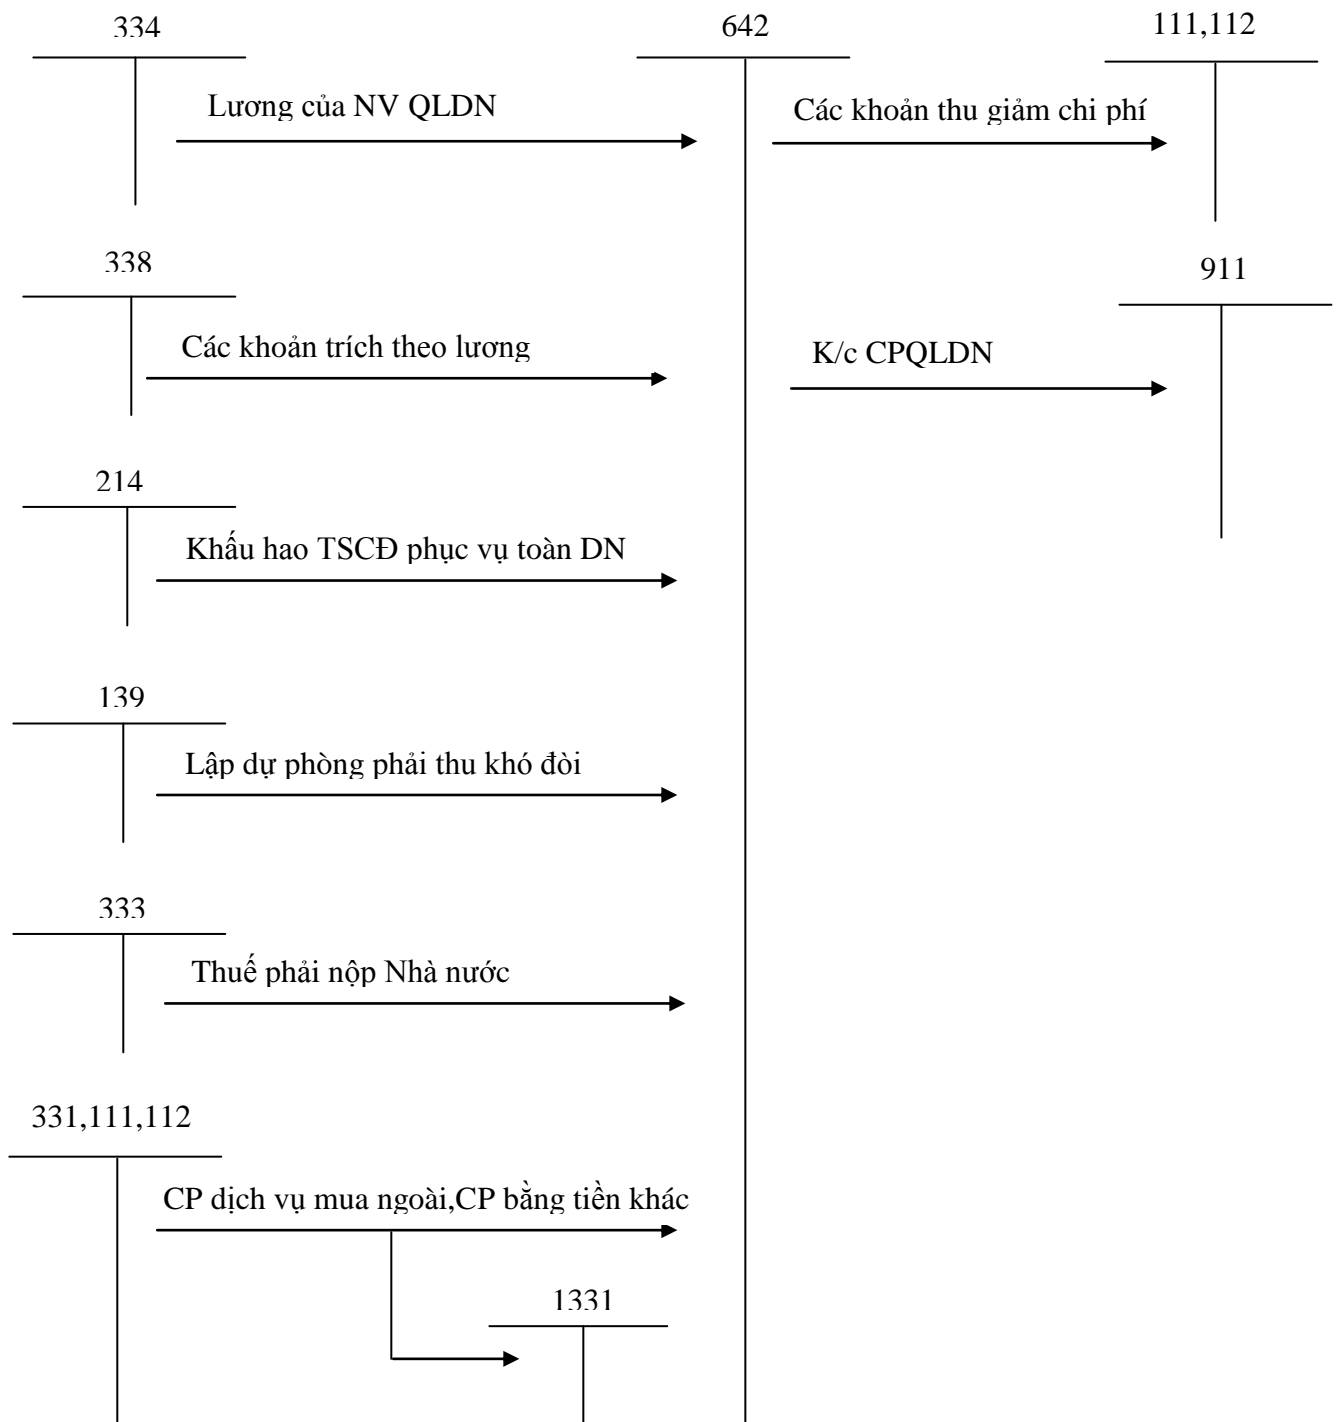 334
642
111,112
Lương của NV QLDN
Các khoản thu giảm chi phí
338
911
Các khoản trích theo lương
K/c CPQLDN
214
Khấu hao TSCĐ phục vụ toàn DN
139
Lập dự phòng phải thu khó đòi
333
Thuế phải nộp Nhà nước
331,111,112
CP dịch vụ mua ngoài,CP bằng tiền khác
1331